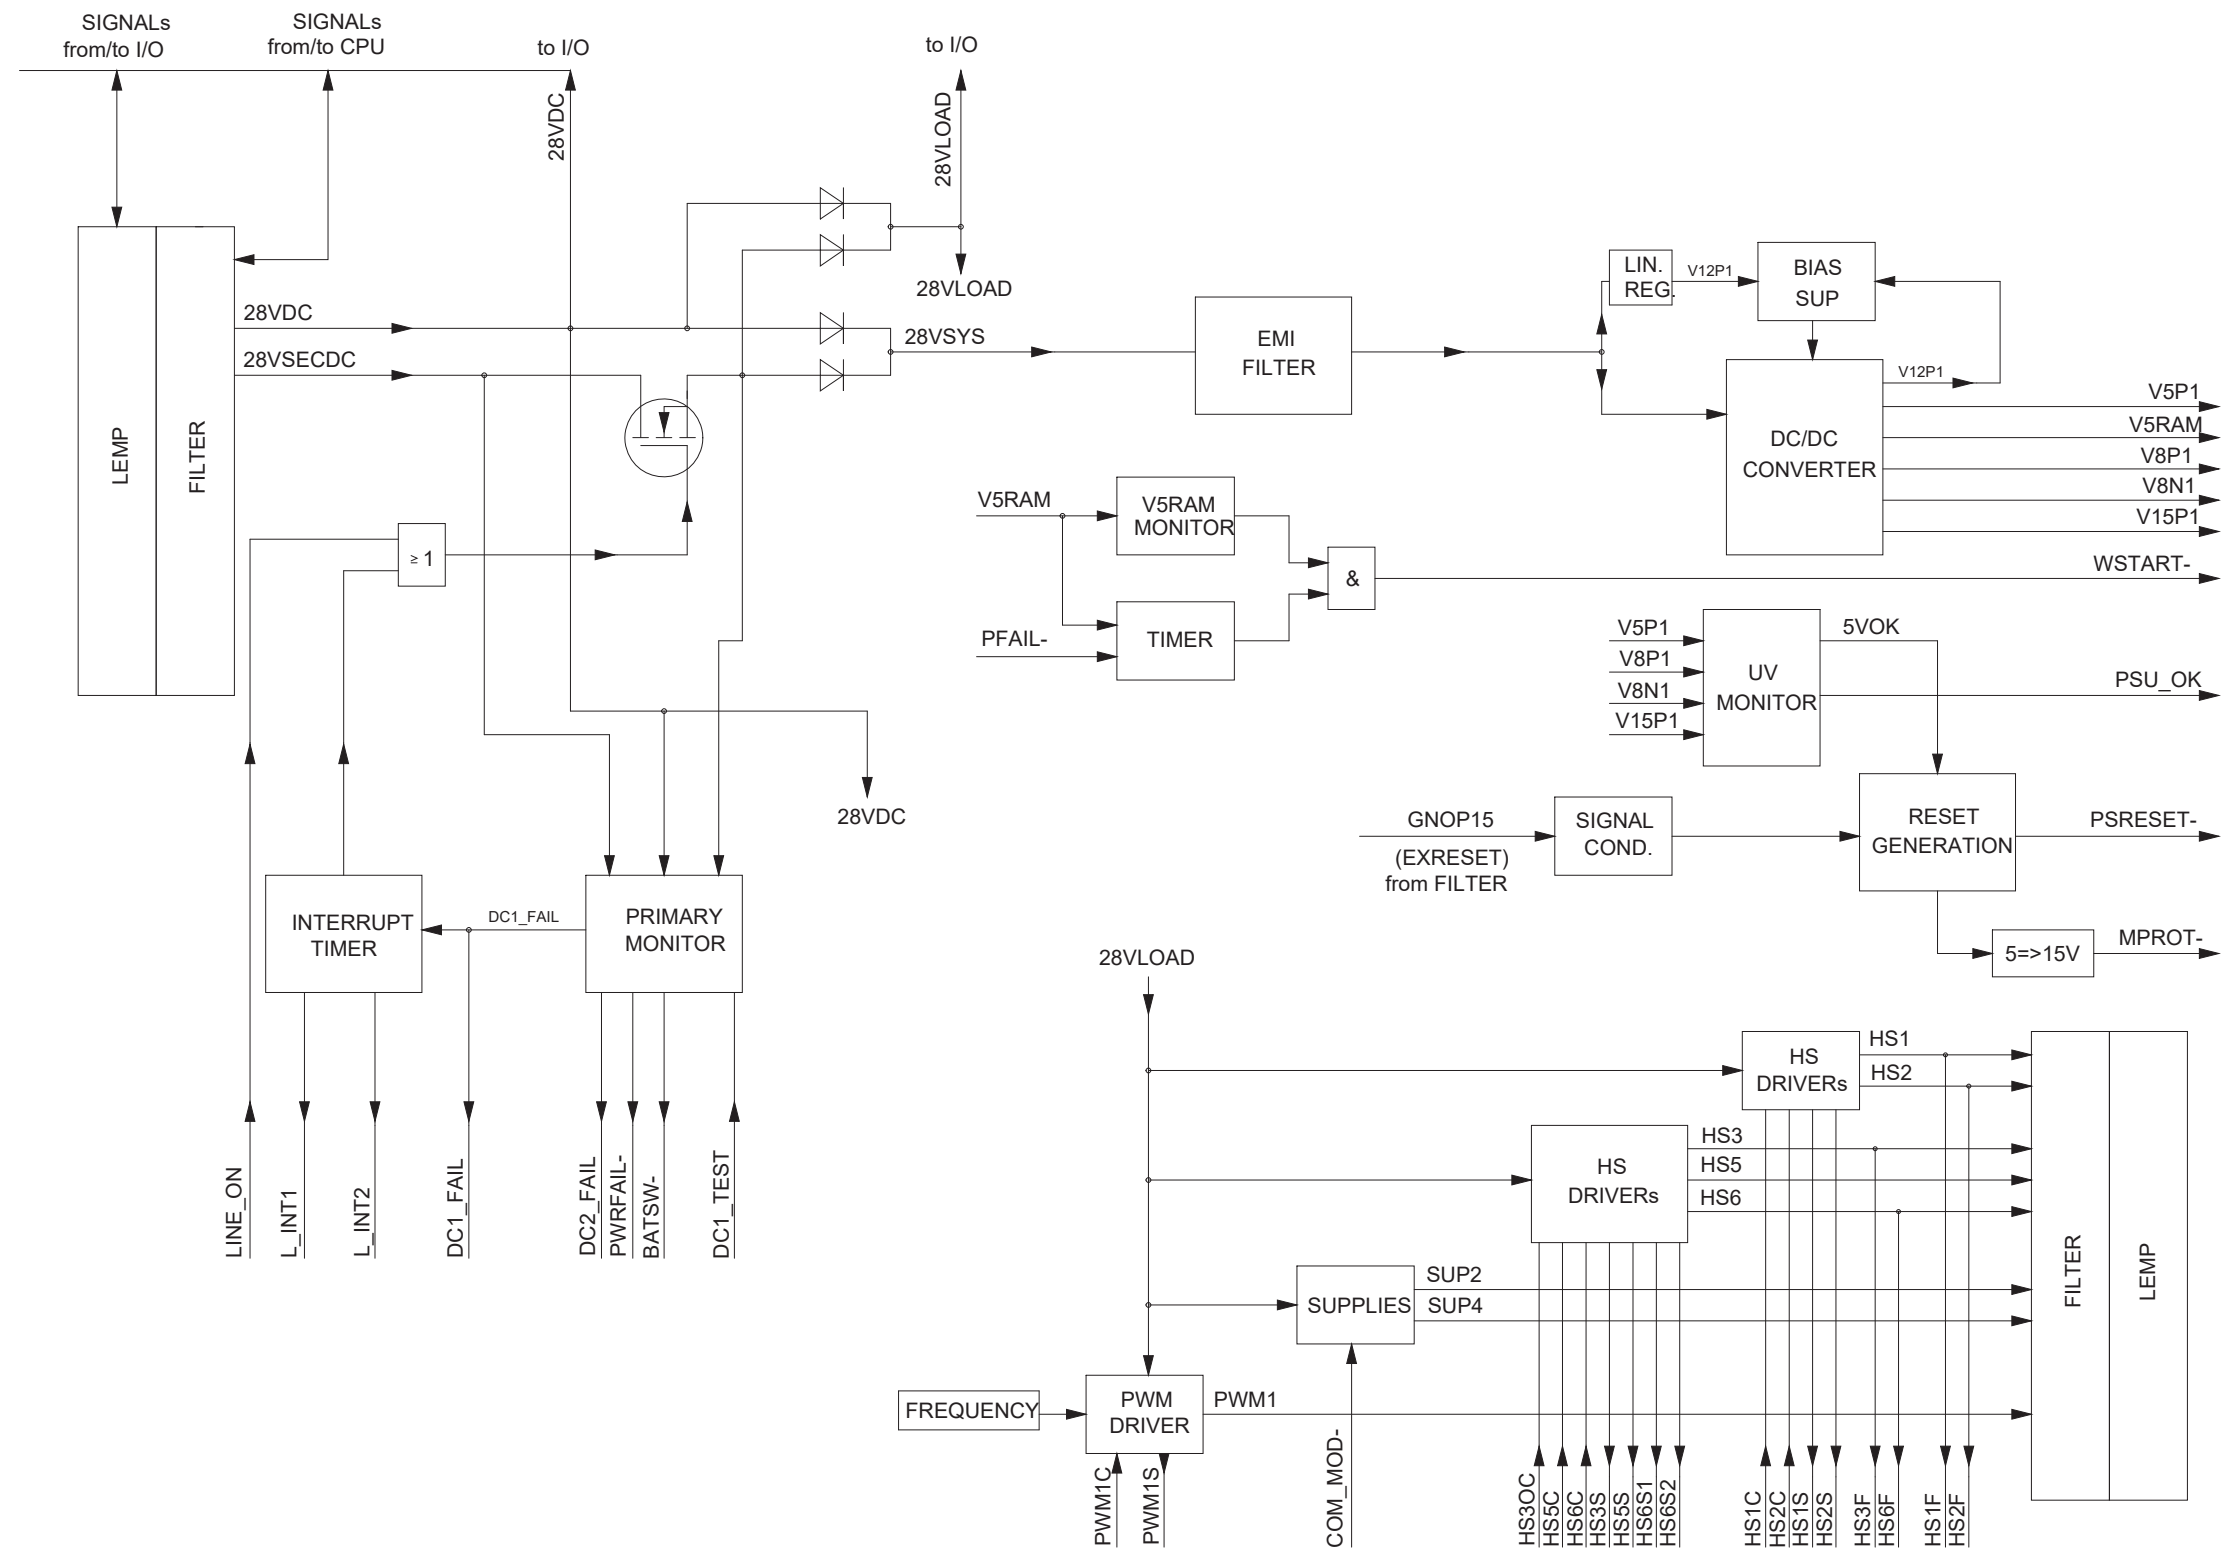 SIGNALs
from/to I/O
SIGNALs
from/to CPU
to I/O
to I/O
28VDC
28VLOAD
28VLOAD
28VDC
28VSECDC
28VSYS
LEMP
FILTER
EMI
FILTER
LIN.
REG.
V12P1
BIAS
SUP
V12P1
DC/DC
CONVERTER
V5P1
V5RAM
V8P1
V8N1
V15P1
≥ 1
V5RAM
V5RAM
MONITOR
PFAIL-
TIMER
&
WSTART-
V5P1
V8P1
V8N1
V15P1
UV
MONITOR
5VOK
PSU_OK
28VDC
GNOP15
(EXRESET)
from FILTER
SIGNAL
COND.
RESET
GENERATION
PSRESET-
5=>15V
MPROT-
INTERRUPT
TIMER
DC1_FAIL
PRIMARY
MONITOR
LINE_ON
L_INT1
L_INT2
DC1_FAIL
DC2_FAIL
PWRFAIL-
BATSW-
DC1_TEST
28VLOAD
HS
DRIVERs
HS1
HS2
HS
DRIVERs
HS3
HS5
HS6
SUPPLIES
SUP2
SUP4
FREQUENCY
PWM
DRIVER
PWM1
FILTER
LEMP
PWM1C
PWM1S
COM_MOD-
HS3OC
HS5C
HS6C
HS3S
HS5S
HS6S1
HS6S2
HS1C
HS2C
HS1S
HS2S
HS3F
HS6F
HS1F
HS2F